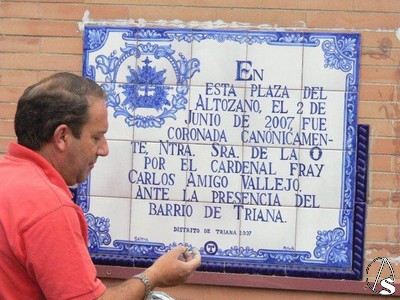 EN
ESTA PLAZA DEL
ALTOZANO, EL 2 DE
JUNIO DE 2007, FUE
CORONADA CANÓNICAMEN-
TE NTRA. SRA. DE LA O
POR EL CARDENAL FRAY
CARLOS AMIGO VALLEJO,
ANTE LA PRESENCIA DEL
BARRIO DE TRIANA.
DISTRITO DE TRIANA 2007